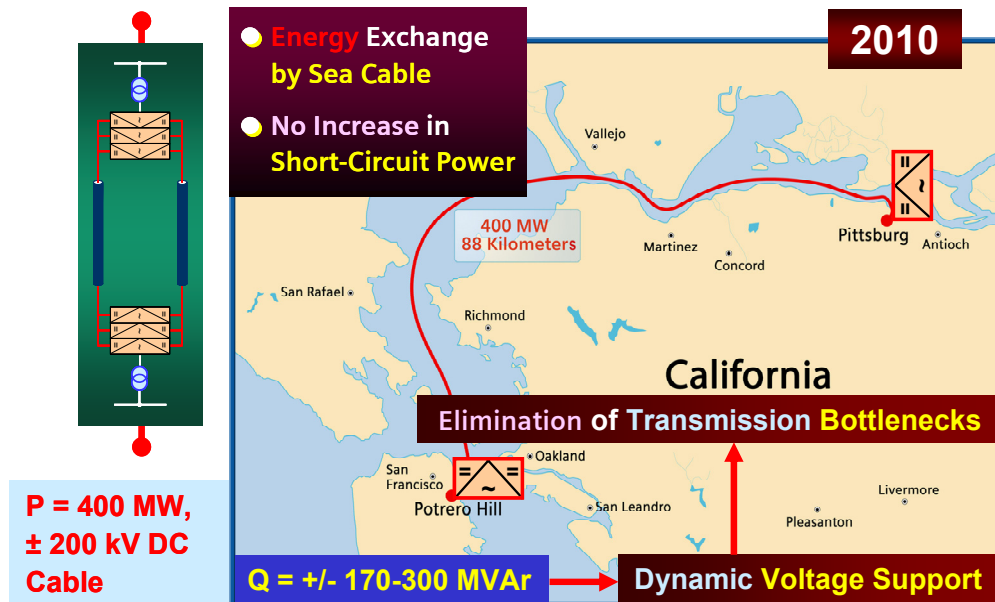 Energy Exchange
by Sea Cable
No Increase in
Short-Circuit Power
2010
Vallejo
400 MW
88 Kilometers
Martinez
Concord
Pittsburg
Antioch
San Rafael
Richmond
California
Elimination of Transmission Bottlenecks
San
Francisco
Oakland
Potrero Hill
San Leandro
Livermore
Pleasanton
P = 400 MW,
± 200 kV DC
Cable
Q = +/- 170-300 MVAr
Dynamic Voltage Support